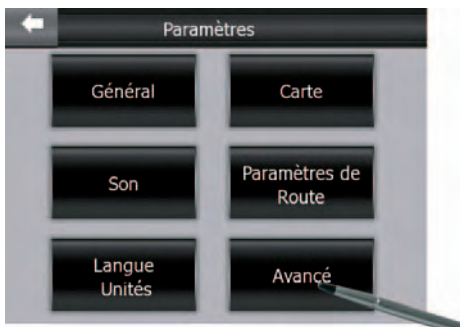 Paramètres
Général
Carte
Son
Paramètres de
Route
Langue
Unités
Avancé